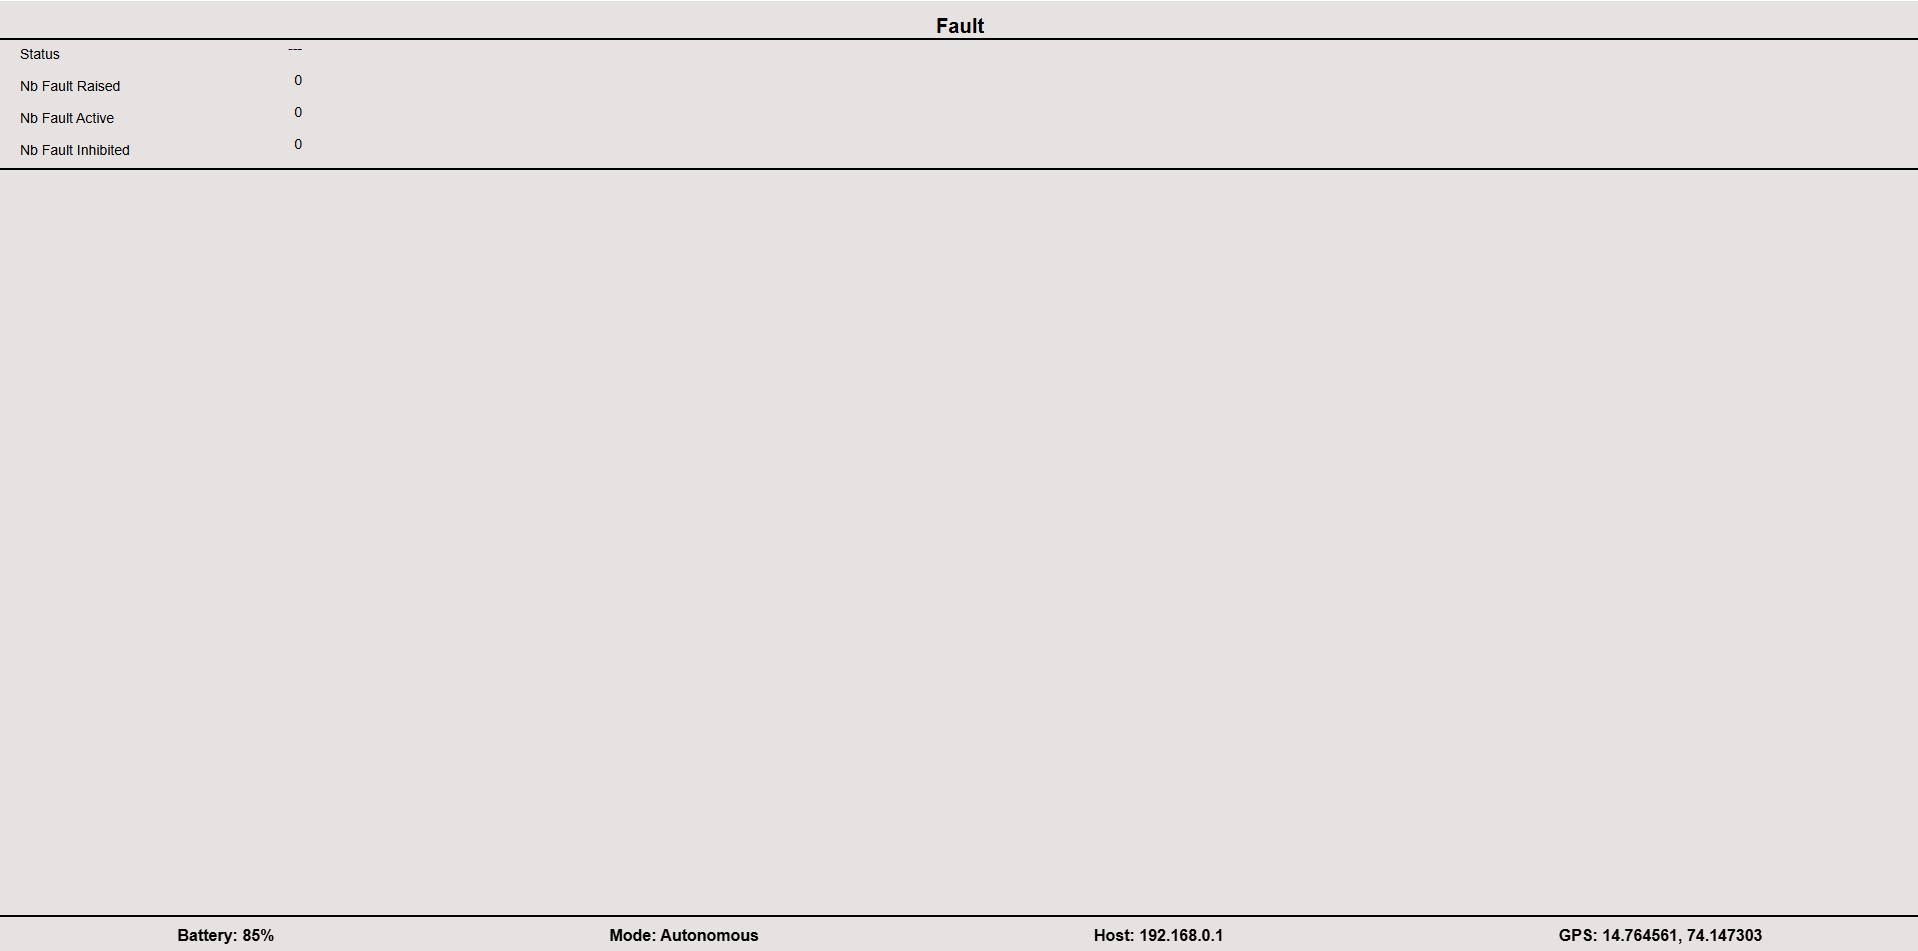 Fault
Status ---
Nb Fault Raised 0
Nb Fault Active 0
Nb Fault Inhibited 0
Battery: 85% Mode: Autonomous Host: 192.168.0.1 GPS: 14.764561, 74.147303